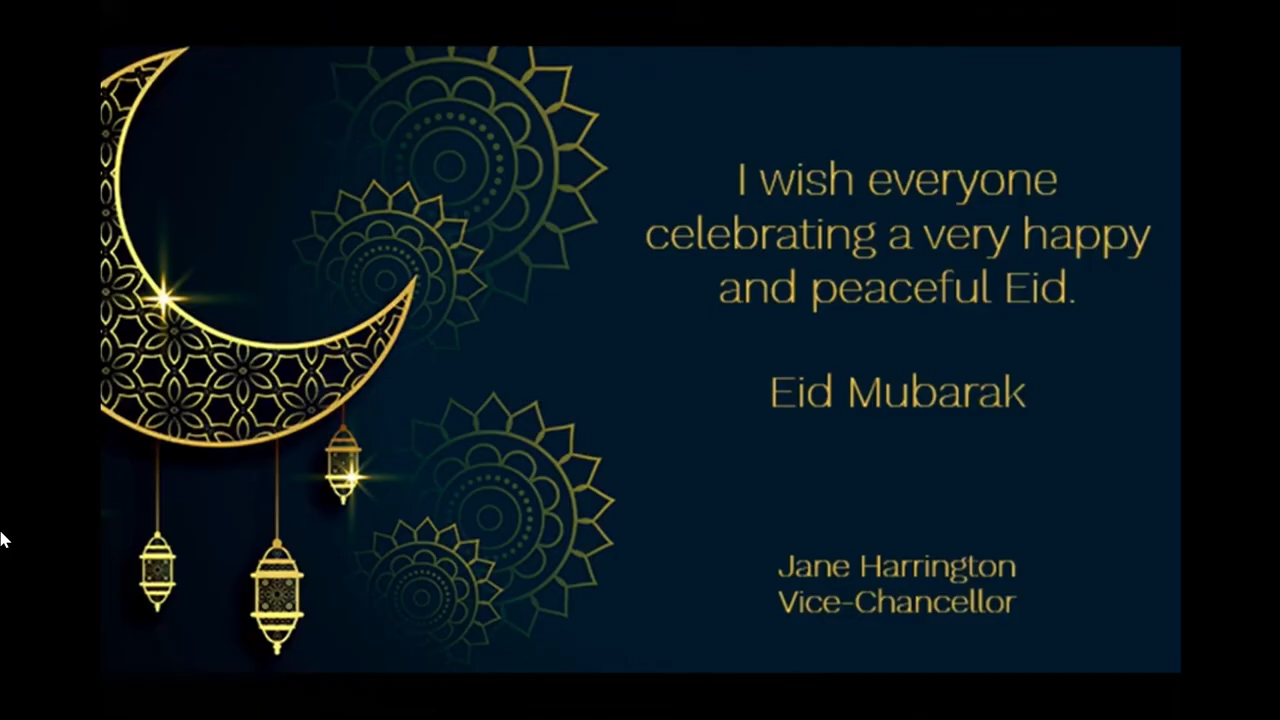 I wish everyone
celebrating a very happy
and peaceful Eid.
Eid Mubarak
Jane Harrington
Vice-Chancellor